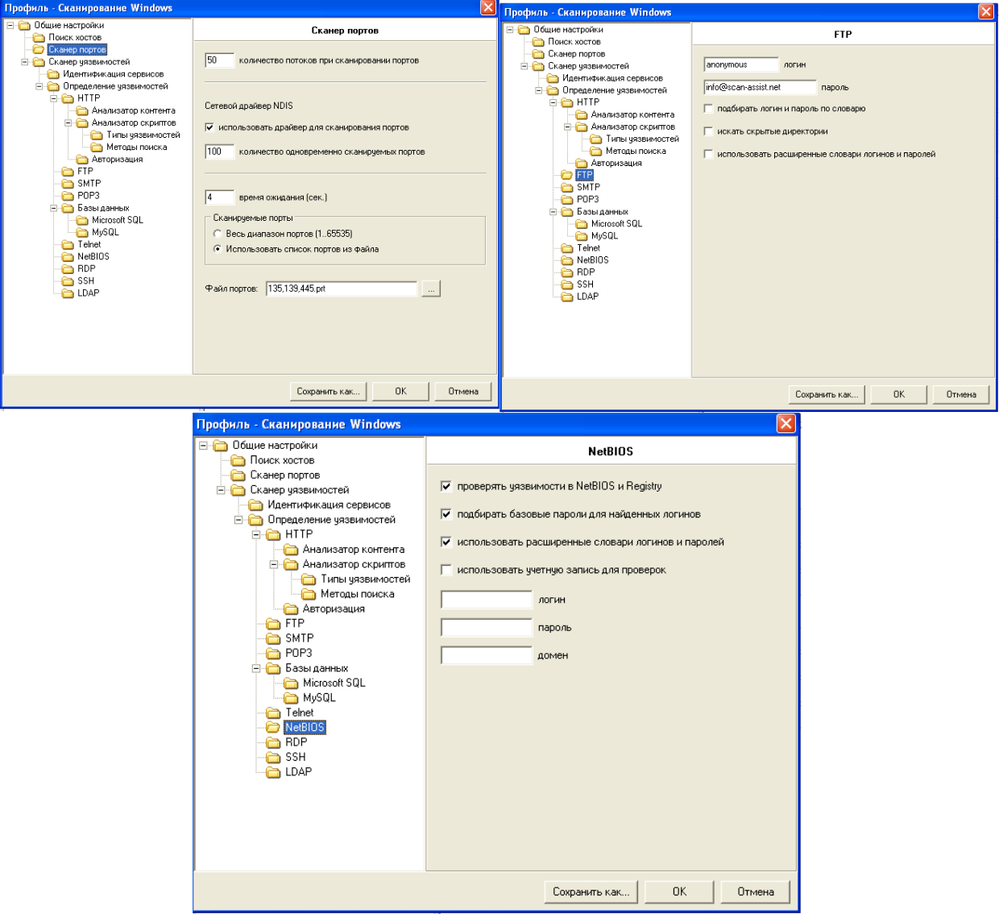 Профиль - Сканирование Windows
Общие настройки
Поиск хостов
Сканер портов
Сканер уязвимостей
Идентификация сервисов
Определение уязвимостей
HTTP
Анализатор контента
Анализатор скриптов
Типы уязвимостей
Методы поиска
Авторизация
FTP
SMTP
POP3
Базы данных
Microsoft SQL
MySQL
Telnet
NetBIOS
RDP
SSH
LDAP
Сканер портов
50 количество потоков при сканировании портов
Сетевой драйвер NDIS
использовать драйвер для сканирования портов
100 количество одновременно сканируемых портов
4 время ожидания (сек.)
Сканируемые порты
Весь диапазон портов (1..65535)
Использовать список портов из файла
Файл портов: 135,139,445.prt ...
Сохранить как... OK Отмена
Профиль - Сканирование Windows
Общие настройки
Поиск хостов
Сканер портов
Сканер уязвимостей
Идентификация сервисов
Определение уязвимостей
HTTP
Анализатор контента
Анализатор скриптов
Типы уязвимостей
Методы поиска
Авторизация
FTP
SMTP
POP3
Базы данных
Microsoft SQL
MySQL
Telnet
NetBIOS
RDP
SSH
LDAP
FTP
anonymous логин
info@scan-assist.net пароль
подбирать логин и пароль по словарю
искать скрытые директории
использовать расширенные словари логинов и паролей
Сохранить как... OK Отмена
Профиль - Сканирование Windows
Общие настройки
Поиск хостов
Сканер портов
Сканер уязвимостей
Идентификация сервисов
Определение уязвимостей
HTTP
Анализатор контента
Анализатор скриптов
Типы уязвимостей
Методы поиска
Авторизация
FTP
SMTP
POP3
Базы данных
Microsoft SQL
MySQL
Telnet
NetBIOS
RDP
SSH
LDAP
NetBIOS
проверять уязвимости в NetBIOS и Registry
подбирать базовые пароли для найденных логинов
использовать расширенные словари логинов и паролей
использовать учетную запись для проверок
логин
пароль
домен
Сохранить как... OK Отмена